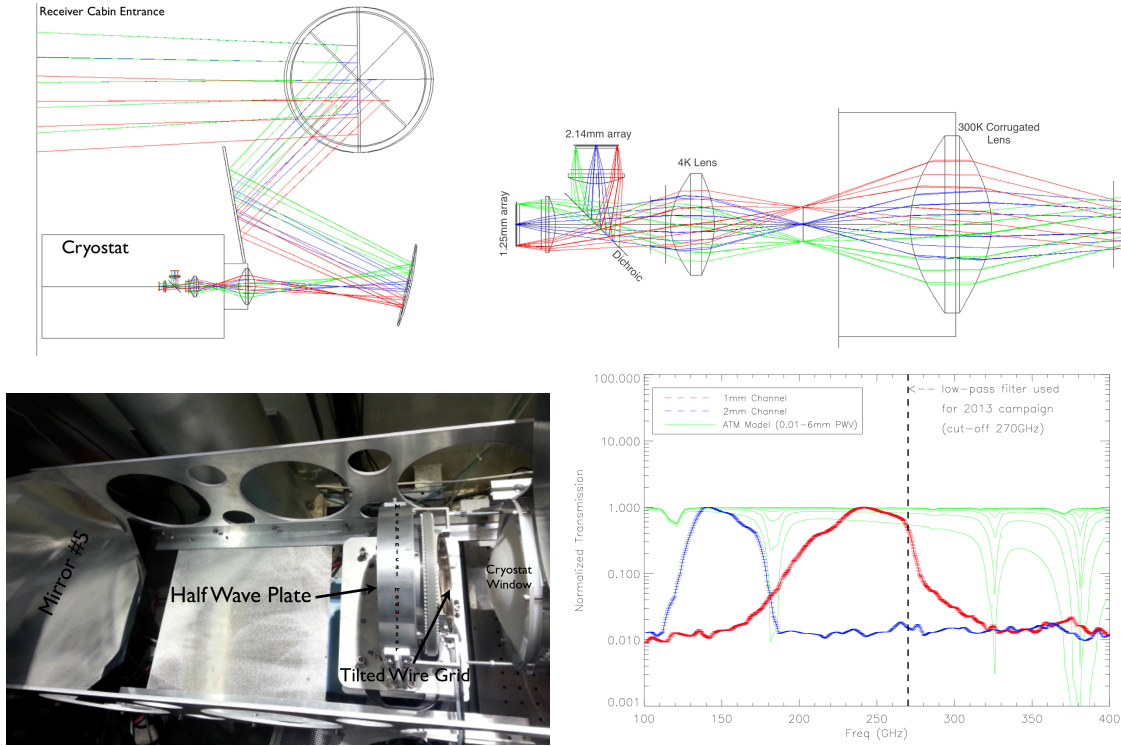 Receiver Cabin Entrance
Cryostat
2.14mm array
4K Lens
300K Corrugated
Lens
1.25mm array
Dichroic
Mirror #5
Half Wave Plate
Mechanical modulator
Tilted Wire Grid
Cryostat
Window
100.000
10.000
1.000
0.100
0.010
0.001
Normalized Transmission
1mm Channel
2mm Channel
ATM Model (0.01-6mm PWV)
<-- low-pass filter used
for 2013 campaign
(cut-off 270GHz)
100 150 200 250 300 350 400
Freq (GHz)